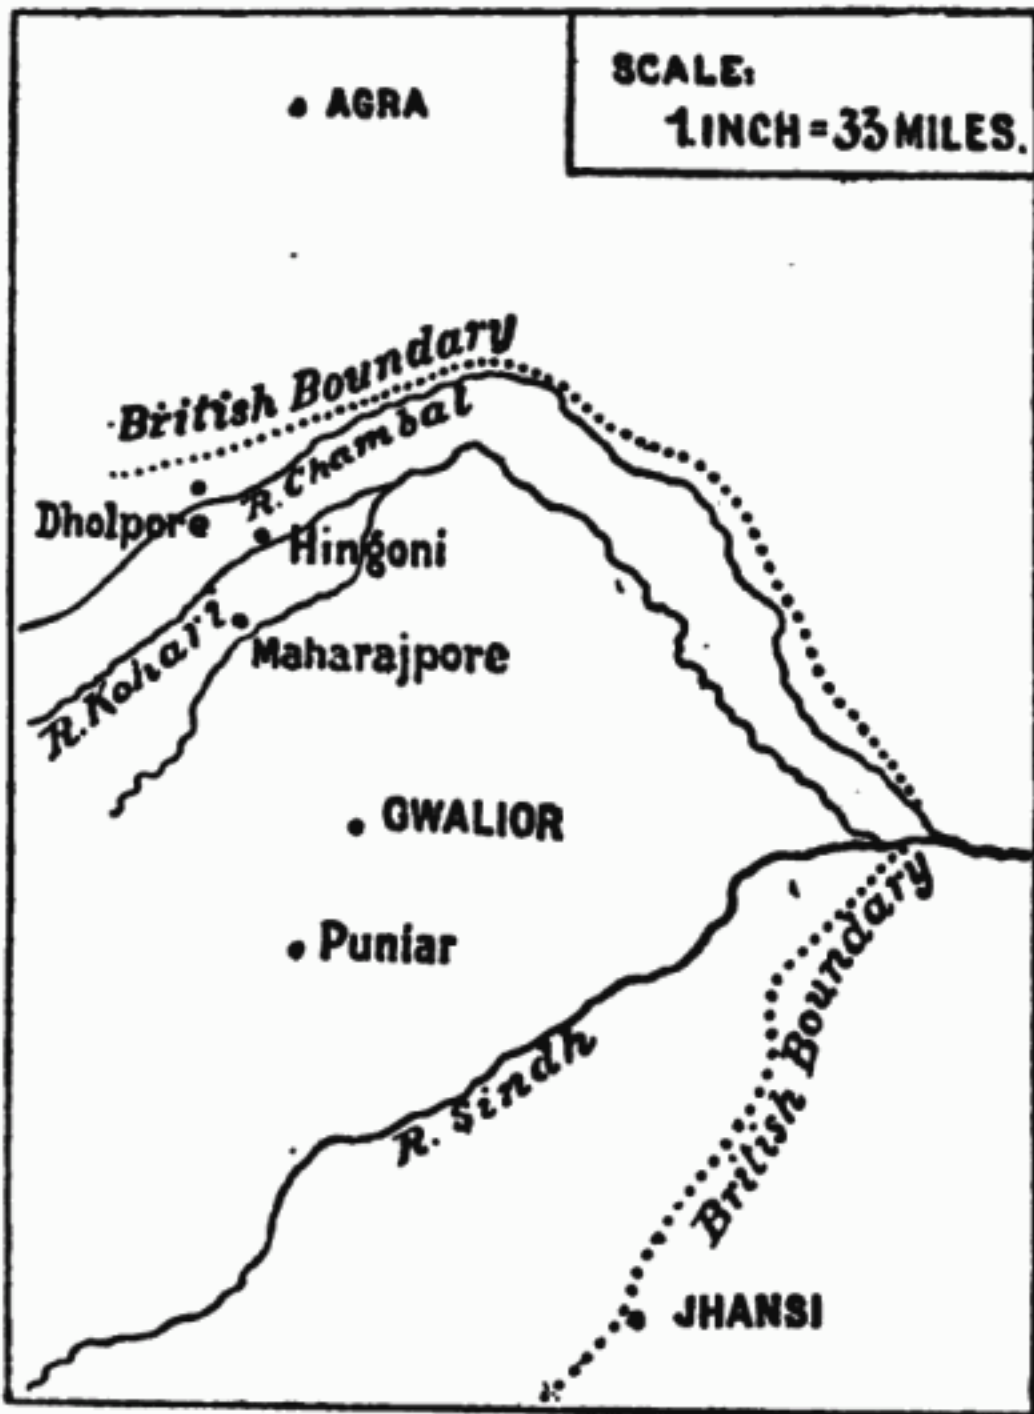 AGRA
SCALE:
1 INCH = 33 MILES.
British Boundary
R. Chambal
Dholpore
Hingoni
R. Kohari
Maharajpore
GWALIOR
Puniar
R. Sindh
British Boundary
JHANSI